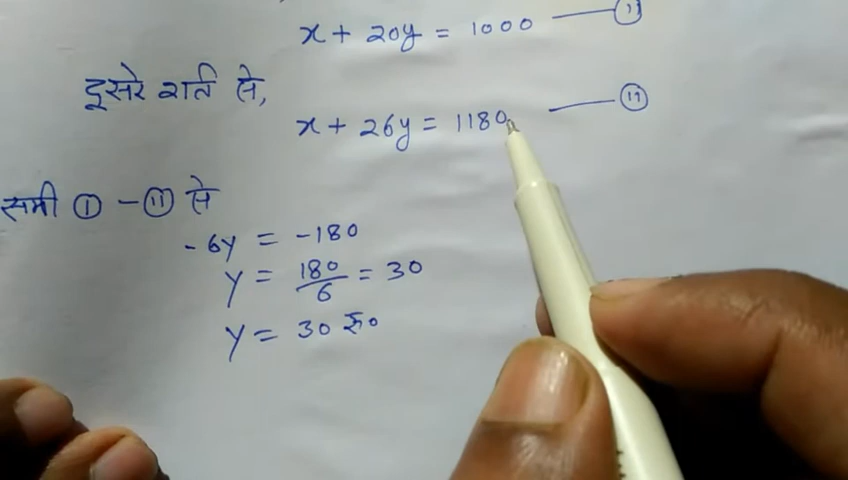 x + 20y = 1000 — (i)
दूसरे शर्त से,
x + 26y = 1180 — (ii)
समी (i) - (ii) से
- 6y = - 180
y = 180/6 = 30
y = 30 रु०